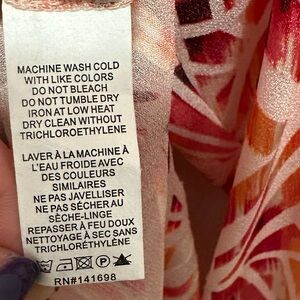 MACHINE WASH COLD
WITH LIKE COLORS
DO NOT BLEACH
DO NOT TUMBLE DRY
IRON AT LOW HEAT
DRY CLEAN WITHOUT
TRICHLOROETHYLENE
LAVER À LA MACHINE À
L'EAU FROIDE AVEC
DES COULEURS
SIMILAIRES
NE PAS JAVELLISER
NE PAS SÉCHER AU
SÈCHE-LINGE
REPASSER À FEU DOUX
NETTOYAGE À SEC SANS
TRICHLORÉTHYLÈNE
RN#141698